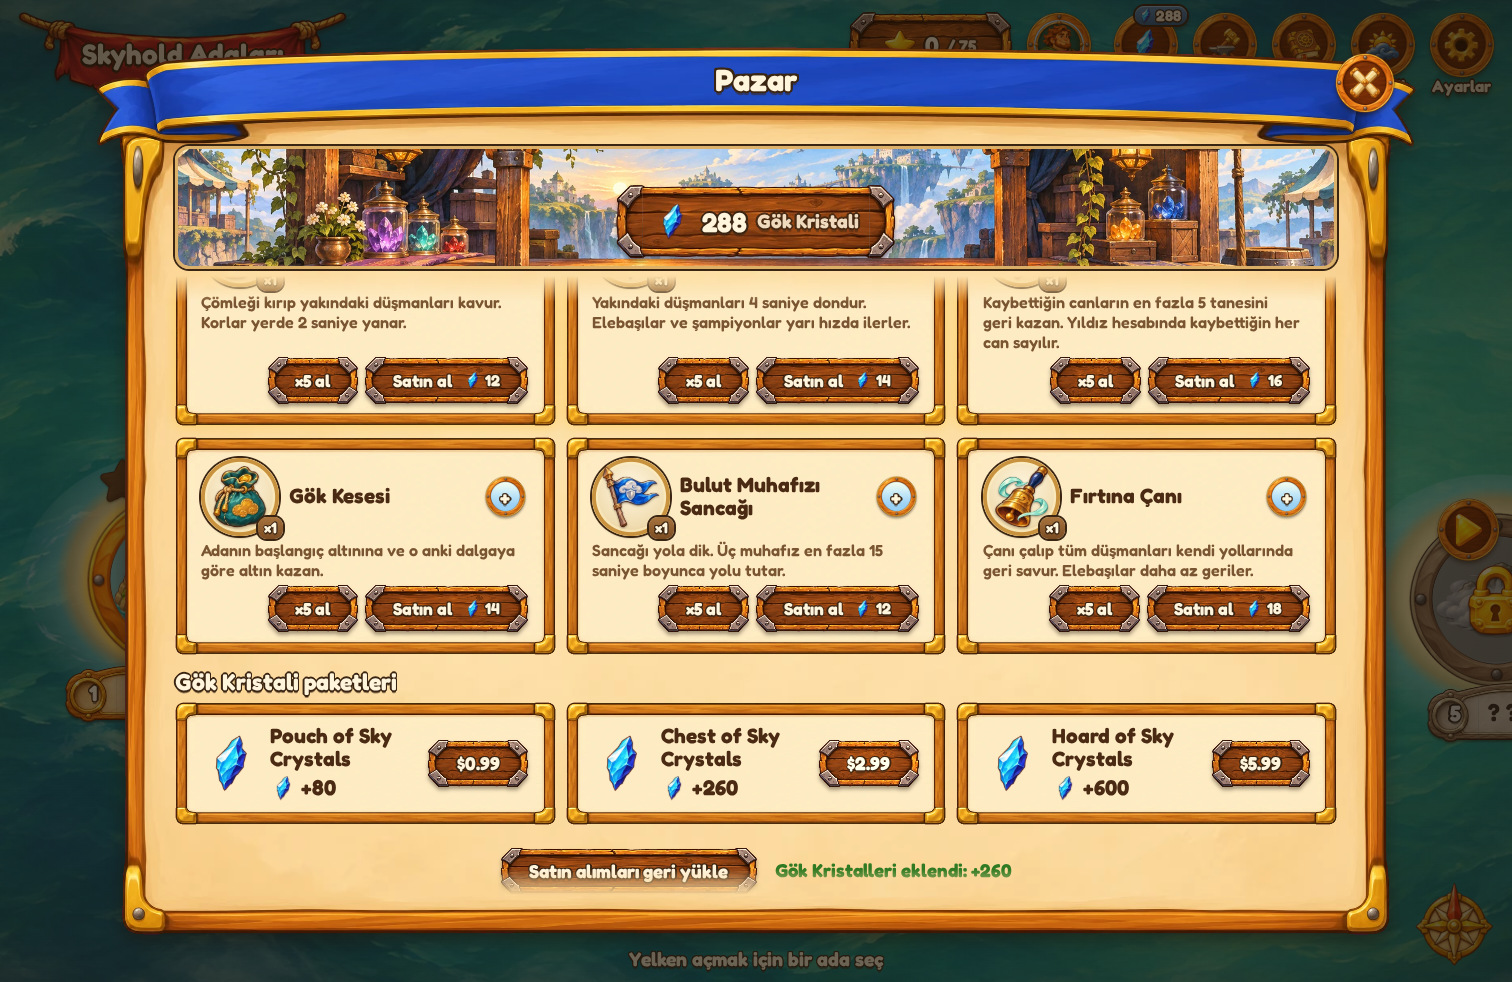 Skyhold Adaları
0 / 75
288
Ayarlar
Pazar
288 Gök Kristali
x1
x1
x1
Çömleği kırıp yakındaki düşmanları kavur.
Korlar yerde 2 saniye yanar.
x5 al
Satın al 12
Yakındaki düşmanları 4 saniye dondur.
Elebaşılar ve şampiyonlar yarı hızda ilerler.
x5 al
Satın al 14
Kaybettiğin canların en fazla 5 tanesini
geri kazan. Yıldız hesabında kaybettiğin her
can sayılır.
x5 al
Satın al 16
Gök Kesesi
x1
Adanın başlangıç altınına ve o anki dalgaya
göre altın kazan.
x5 al
Satın al 14
Bulut Muhafızı
Sancağı
x1
Sancağı yola dik. Üç muhafız en fazla 15
saniye boyunca yolu tutar.
x5 al
Satın al 12
Fırtına Çanı
x1
Çanı çalıp tüm düşmanları kendi yollarında
geri savur. Elebaşılar daha az geriler.
x5 al
Satın al 18
1
5 ? ?
Gök Kristali paketleri
Pouch of Sky
Crystals
+80
$0.99
Chest of Sky
Crystals
+260
$2.99
Hoard of Sky
Crystals
+600
$5.99
Satın alımları geri yükle
Gök Kristalleri eklendi: +260
Yelken açmak için bir ada seç